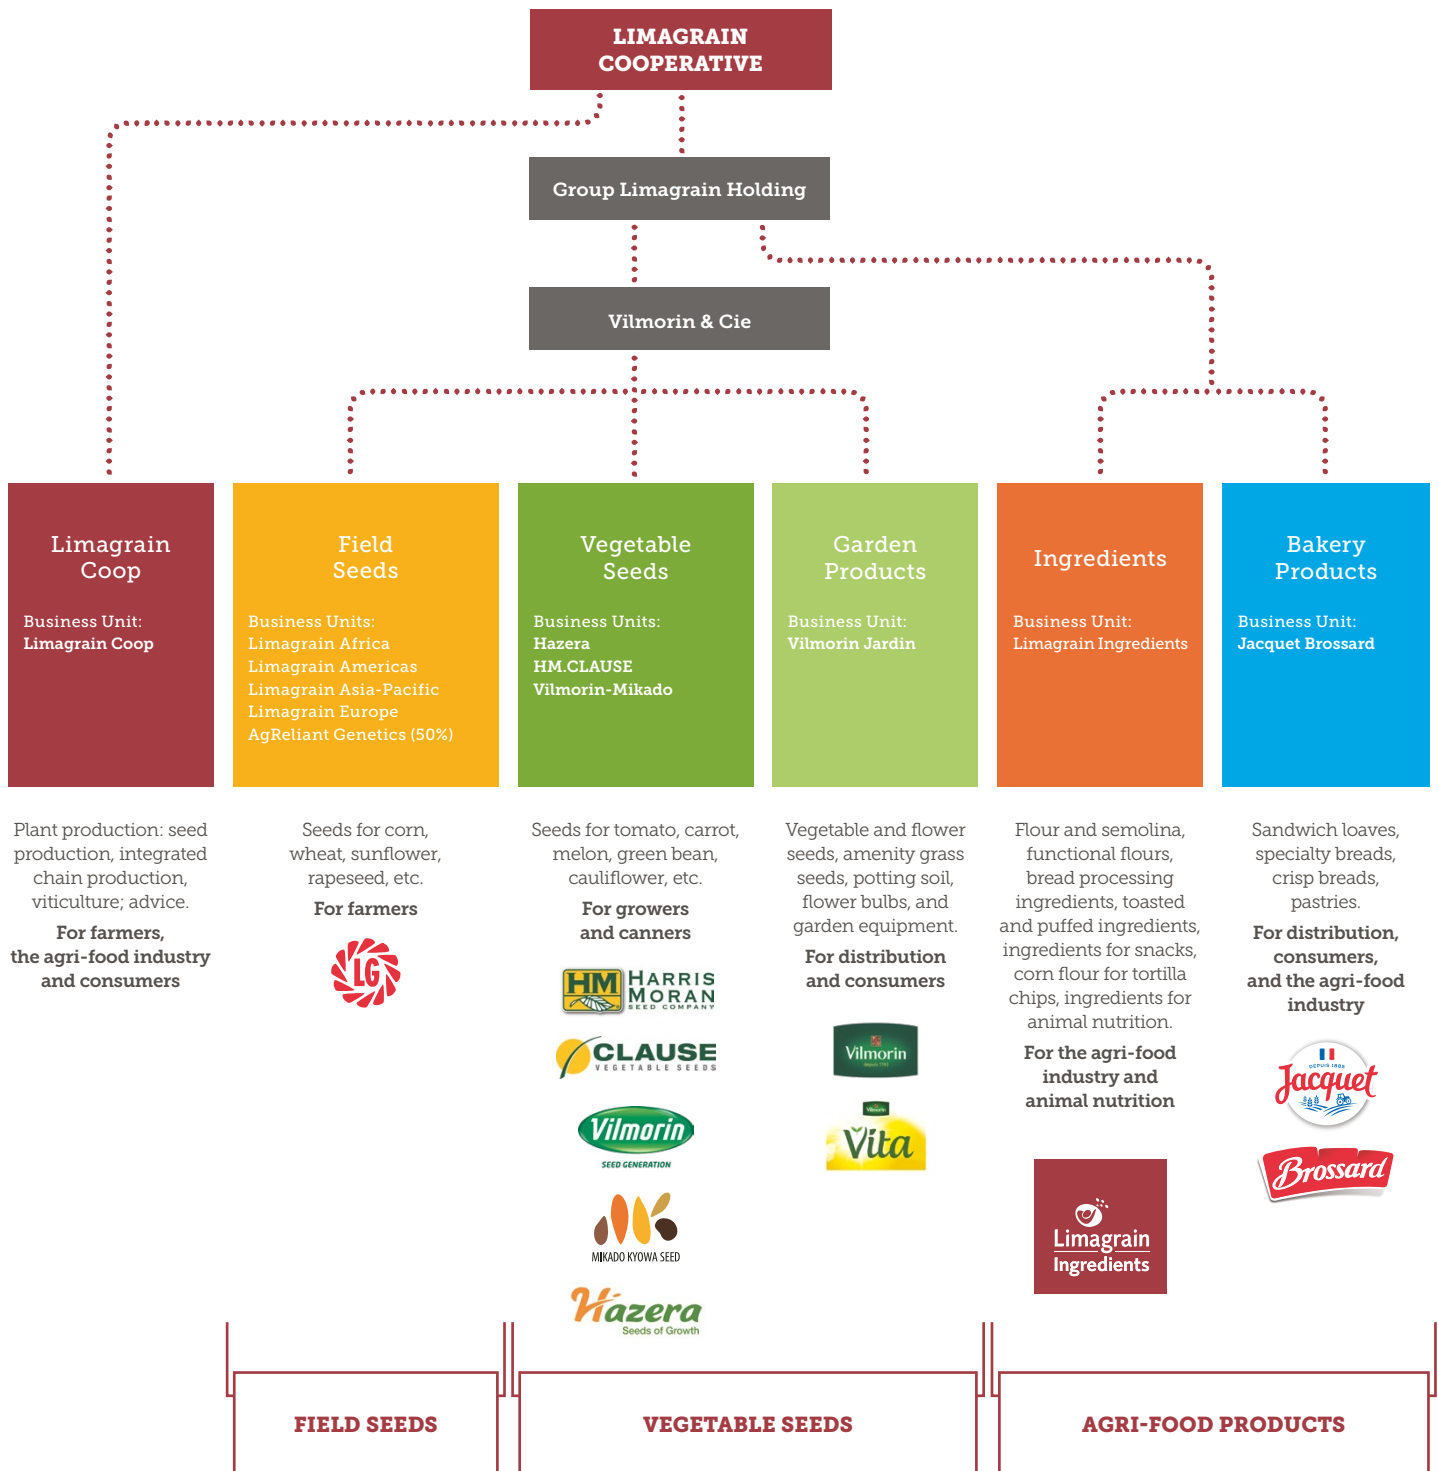 LIMAGRAIN
COOPERATIVE
Group Limagrain Holding
Vilmorin & Cie
Limagrain
Coop
Business Unit:
Limagrain Coop
Field
Seeds
Business Units:
Limagrain Africa
Limagrain Americas
Limagrain Asia-Pacific
Limagrain Europe
AgReliant Genetics (50%)
Vegetable
Seeds
Business Units:
Hazera
HM.CLAUSE
Vilmorin-Mikado
Garden
Products
Business Unit:
Vilmorin Jardin
Ingredients
Business Unit:
Limagrain Ingredients
Bakery
Products
Business Unit:
Jacquet Brossard
Plant production: seed
production, integrated
chain production,
viticulture; advice.
For farmers,
the agri-food industry
and consumers
Seeds for corn,
wheat, sunflower,
rapeseed, etc.
For farmers
LG
Seeds for tomato, carrot,
melon, green bean,
cauliflower, etc.
For growers
and canners
HM HARRIS
MORAN
SEED COMPANY
CLAUSE
VEGETABLE SEEDS
Vilmorin
SEED GENERATION
MIKADO KYOWA SEED
Hazera
Seeds of Growth
Vegetable and flower
seeds, amenity grass
seeds, potting soil,
flower bulbs, and
garden equipment.
For distribution
and consumers
Vilmorin
depuis 1742
Vilmorin
Vita
Flour and semolina,
functional flours,
bread processing
ingredients, toasted
and puffed ingredients,
ingredients for snacks,
corn flour for tortilla
chips, ingredients for
animal nutrition.
For the agri-food
industry and
animal nutrition
Limagrain
Ingredients
Sandwich loaves,
specialty breads,
crisp breads,
pastries.
For distribution,
consumers,
and the agri-food
industry
DEPUIS 1885
Jacquet
Brossard
FIELD SEEDS
VEGETABLE SEEDS
AGRI-FOOD PRODUCTS